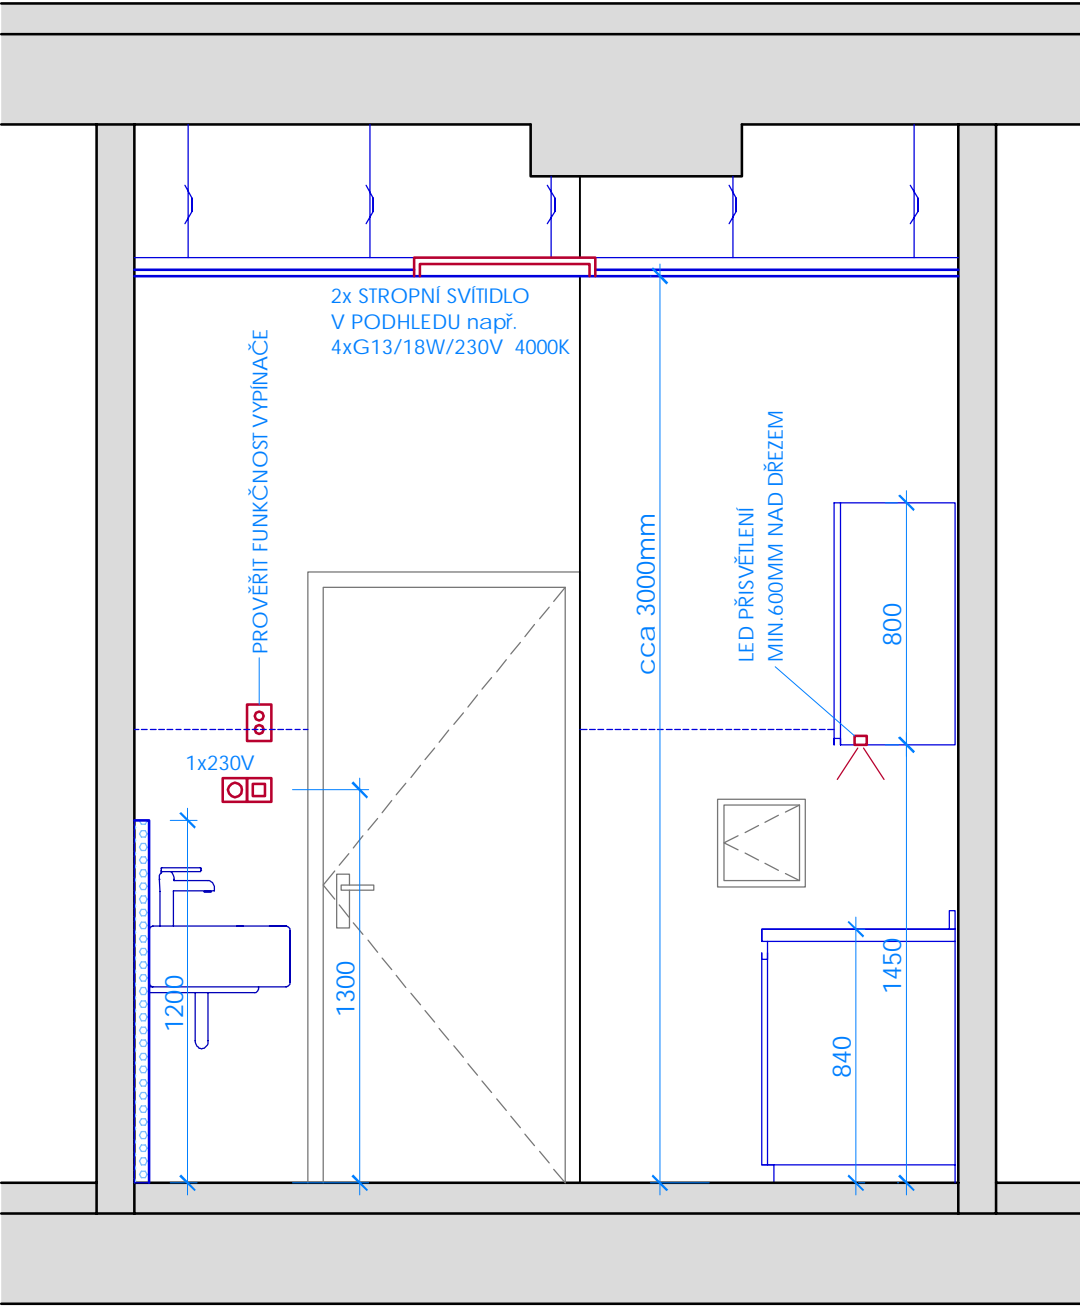 2x STROPNÍ SVÍTIDLO
V PODHLEDU např.
4xG13/18W/230V 4000K
PROVĚŘIT FUNKČNOST VYPÍNAČE
LED PŘISVĚTLENÍ
MIN.600MM NAD DŘEZEM
cca 3000mm
800
1x230V
1200
1300
1450
840